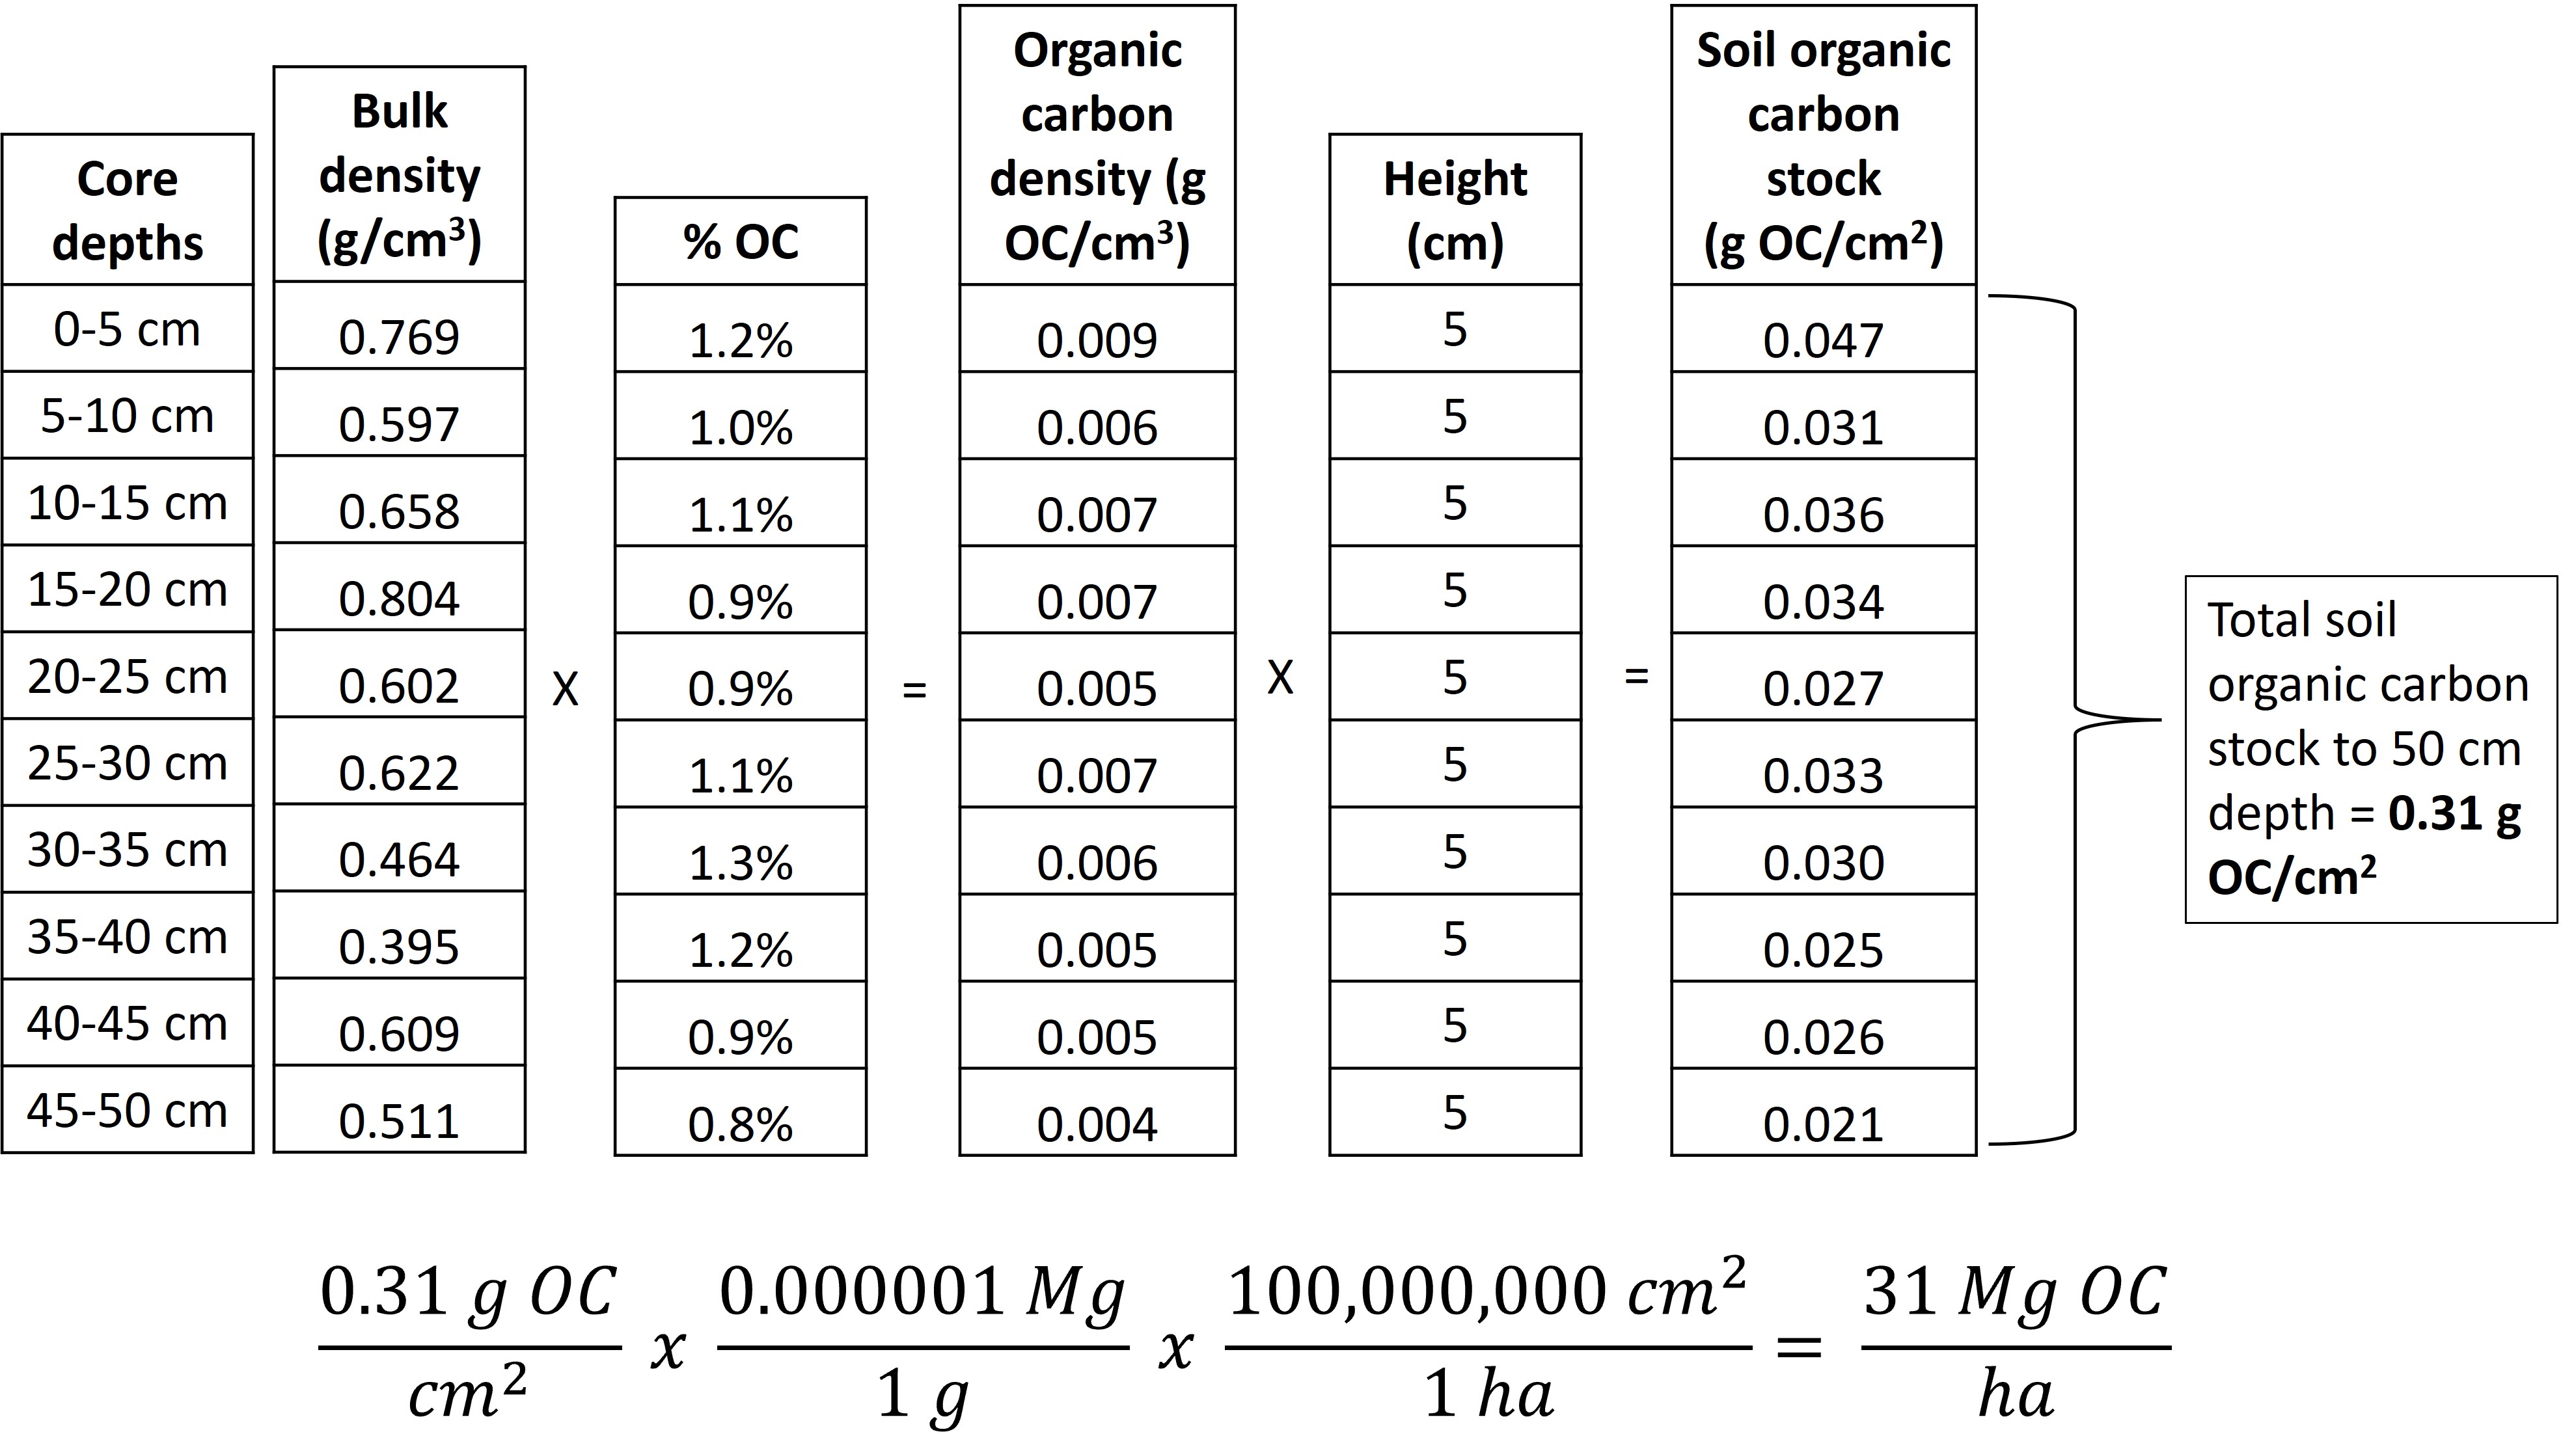 Core
depths
0-5 cm
5-10 cm
10-15 cm
15-20 cm
20-25 cm
25-30 cm
30-35 cm
35-40 cm
40-45 cm
45-50 cm
Bulk
density
(g/cm³)
0.769
0.597
0.658
0.804
0.602
0.622
0.464
0.395
0.609
0.511
X
% OC
1.2%
1.0%
1.1%
0.9%
0.9%
1.1%
1.3%
1.2%
0.9%
0.8%
=
Organic
carbon
density (g
OC/cm³)
0.009
0.006
0.007
0.007
0.005
0.007
0.006
0.005
0.005
0.004
X
Height
(cm)
5
5
5
5
5
5
5
5
5
5
=
Soil organic
carbon
stock
(g OC/cm²)
0.047
0.031
0.036
0.034
0.027
0.033
0.030
0.025
0.026
0.021
Total soil
organic carbon
stock to 50 cm
depth = 0.31 g
OC/cm²
0.31 g OC
cm²
x
0.000001 Mg
1 g
x
100,000,000 cm²
1 ha
=
31 Mg OC
ha